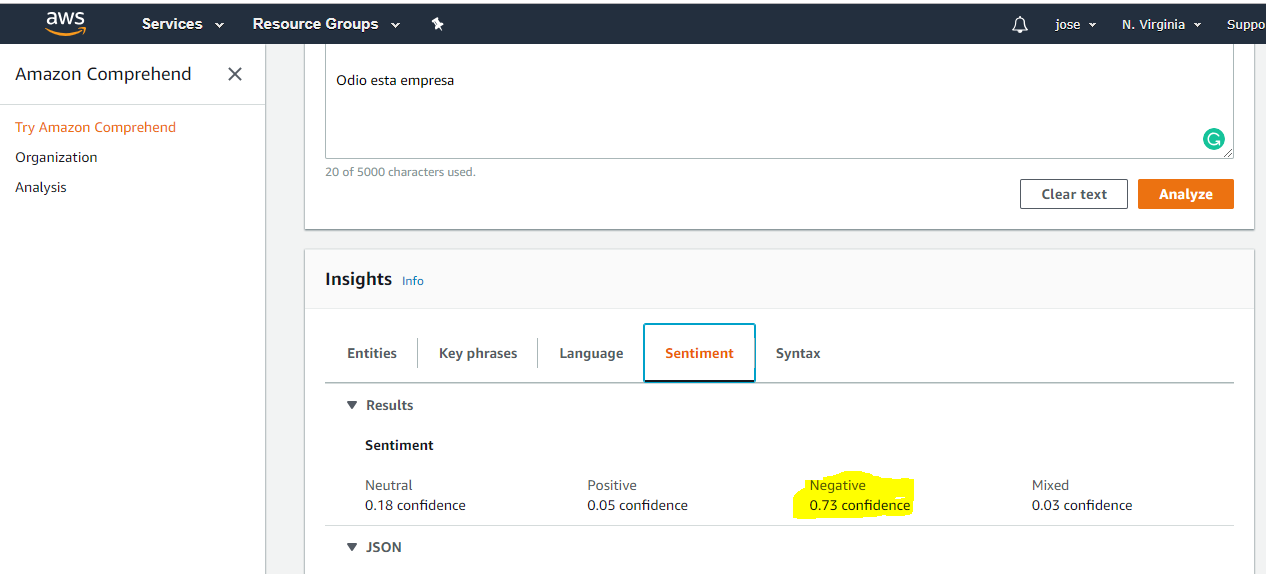 aws Services Resource Groups jose N. Virginia Suppo
Amazon Comprehend
Try Amazon Comprehend
Organization
Analysis
Odio esta empresa
20 of 5000 characters used.
Clear text Analyze
Insights Info
Entities Key phrases Language Sentiment Syntax
Results
Sentiment
Neutral Positive Negative Mixed
0.18 confidence 0.05 confidence 0.73 confidence 0.03 confidence
JSON